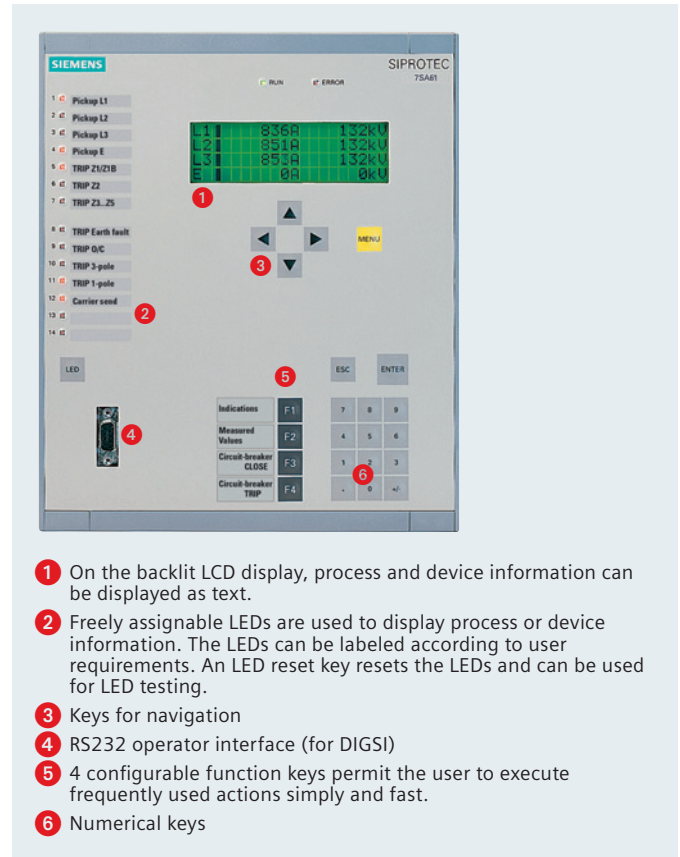 SIEMENS
SIPROTEC
7SA61
RUN ERROR
1 Pickup L1
2 Pickup L2
3 Pickup L3
4 Pickup E
5 TRIP Z1/Z1B
6 TRIP Z2
7 TRIP Z3...Z5
8 TRIP Earth fault
9 TRIP O/C
10 TRIP 3-pole
11 TRIP 1-pole
12 Carrier send
13
14
L1 836A 132kV
L2 851A 132kV
L3 853A 132kV
E 0A 0kV
1
MENU
3
2
LED
ESC ENTER
5
4
Indications F1
Measured
Values F2
Circuit-breaker
CLOSE F3
Circuit-breaker
TRIP F4
7 8 9
4 5 6
1 2 3
. 0 +/-
6
1 On the backlit LCD display, process and device information can
be displayed as text.
2 Freely assignable LEDs are used to display process or device
information. The LEDs can be labeled according to user
requirements. An LED reset key resets the LEDs and can be used
for LED testing.
3 Keys for navigation
4 RS232 operator interface (for DIGSI)
5 4 configurable function keys permit the user to execute
frequently used actions simply and fast.
6 Numerical keys